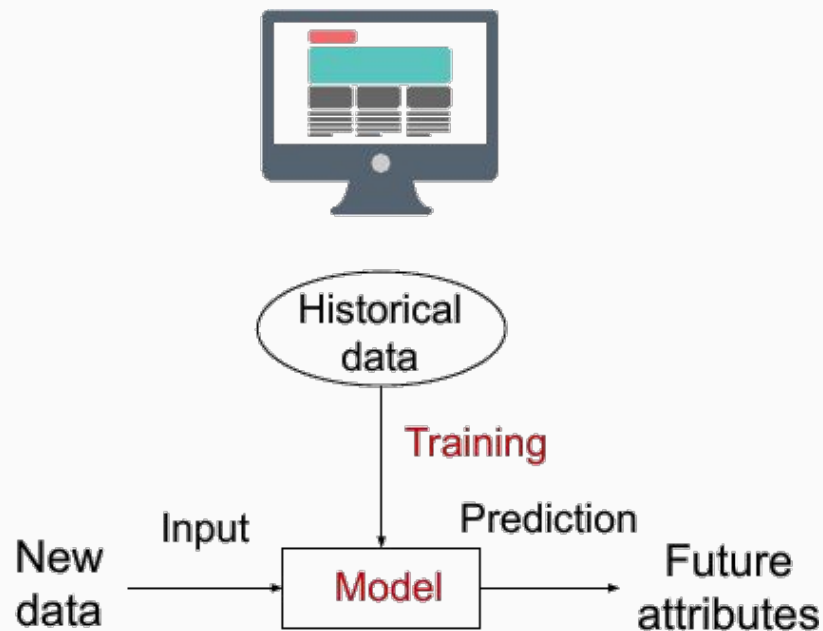 Historical
data
Training
Input
Prediction
New
data
Model
Future
attributes